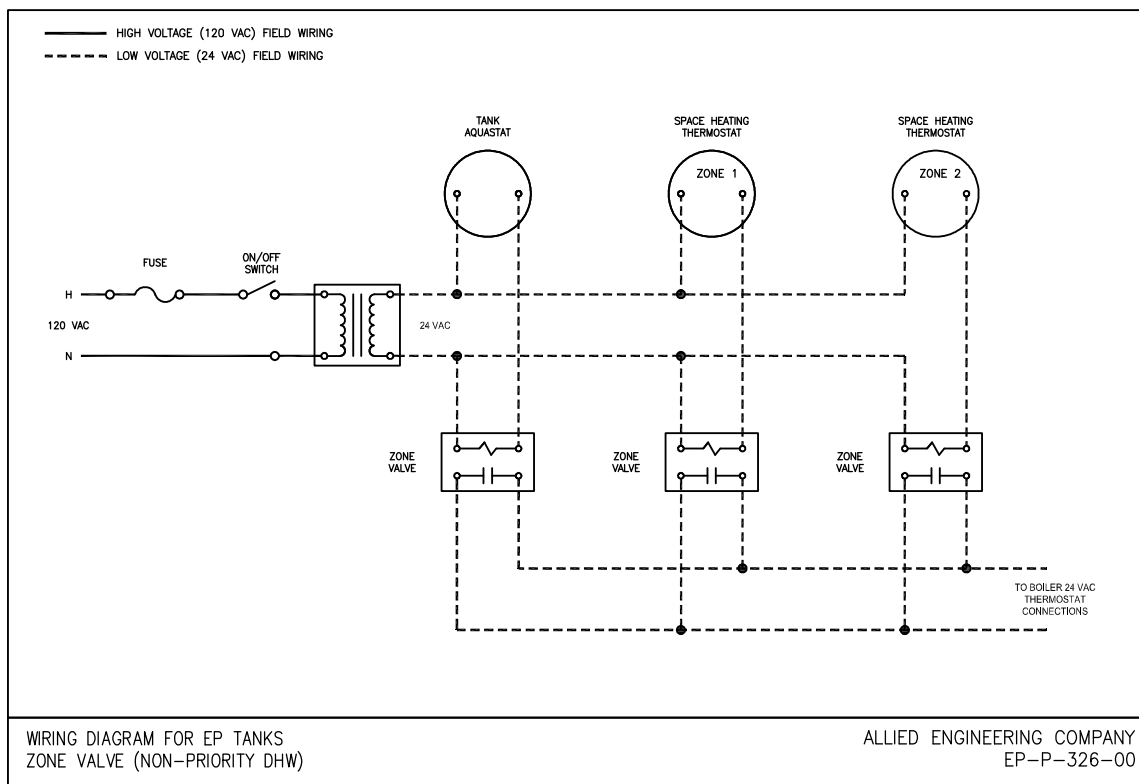 HIGH VOLTAGE (120 VAC) FIELD WIRING
LOW VOLTAGE (24 VAC) FIELD WIRING
TANK
AQUASTAT
SPACE HEATING
THERMOSTAT
SPACE HEATING
THERMOSTAT
ZONE 1
ZONE 2
FUSE
ON/OFF
SWITCH
H
120 VAC
24 VAC
N
ZONE
VALVE
ZONE
VALVE
ZONE
VALVE
TO BOILER 24 VAC
THERMOSTAT
CONNECTIONS
WIRING DIAGRAM FOR EP TANKS
ZONE VALVE (NON-PRIORITY DHW)
ALLIED ENGINEERING COMPANY
EP-P-326-00